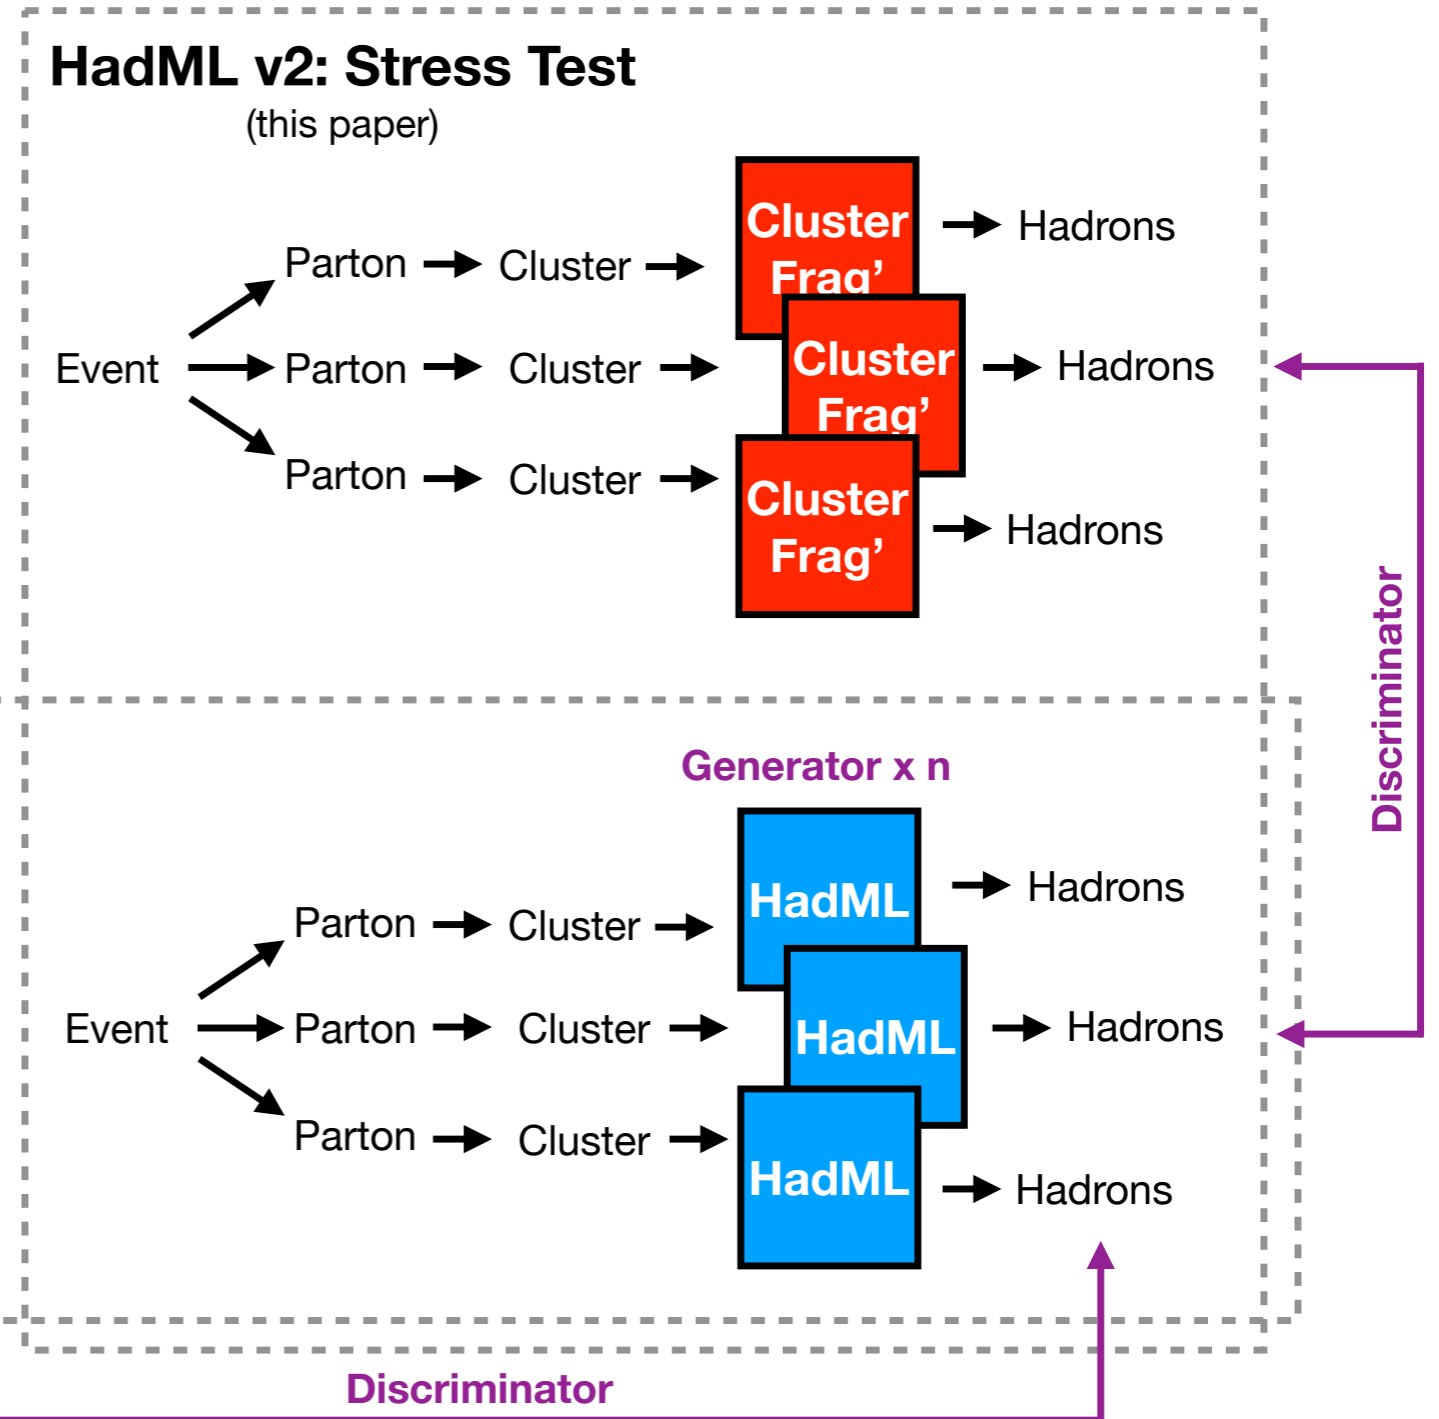 HadML v2: Stress Test
(this paper)
Cluster
Frag’
Hadrons
Parton
Cluster
Event
Parton
Cluster
Cluster
Frag’
Hadrons
Parton
Cluster
Cluster
Frag’
Hadrons
Discriminator
Generator x n
HadML
Hadrons
Parton
Cluster
Event
Parton
Cluster
HadML
Hadrons
Parton
Cluster
HadML
Hadrons
Discriminator